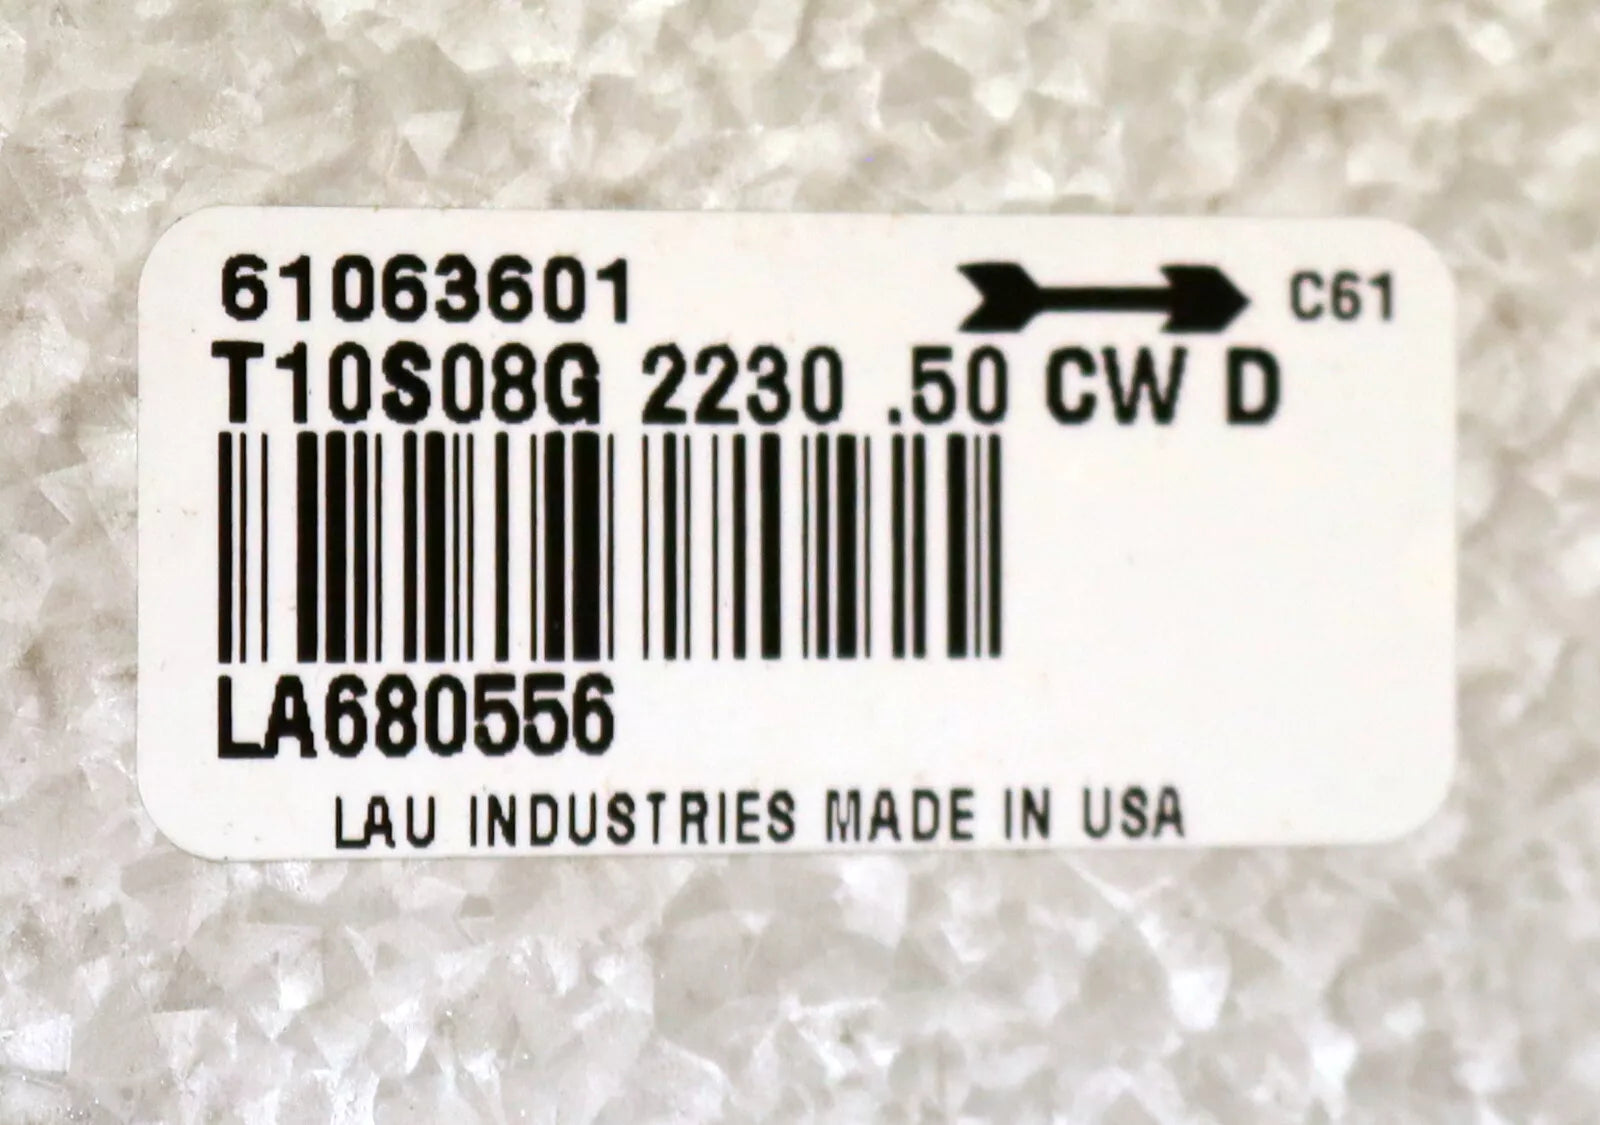 61063601 C61
T10S08G 2230 .50 CW D
LA680556
LAU INDUSTRIES MADE IN USA